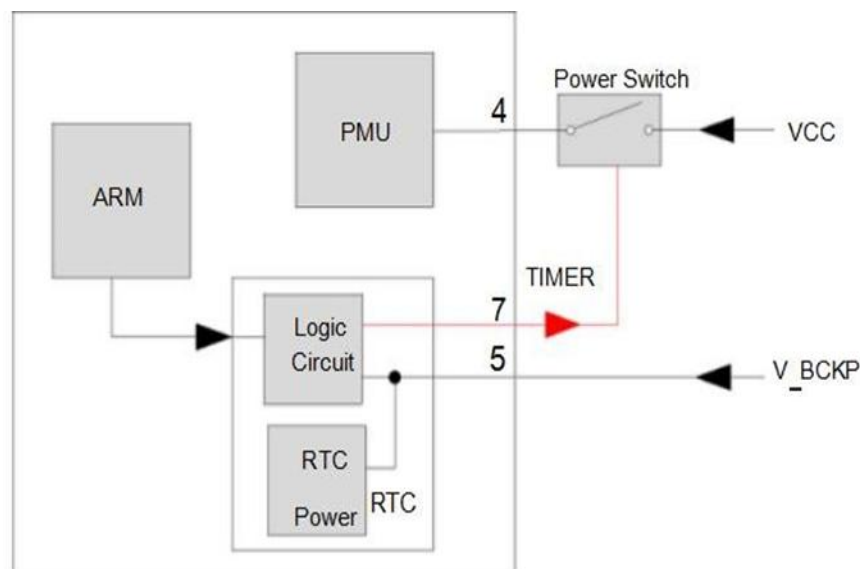 Power Switch
4
PMU
VCC
ARM
TIMER
7
Logic
Circuit
5
V_BCKP
RTC
RTC
Power